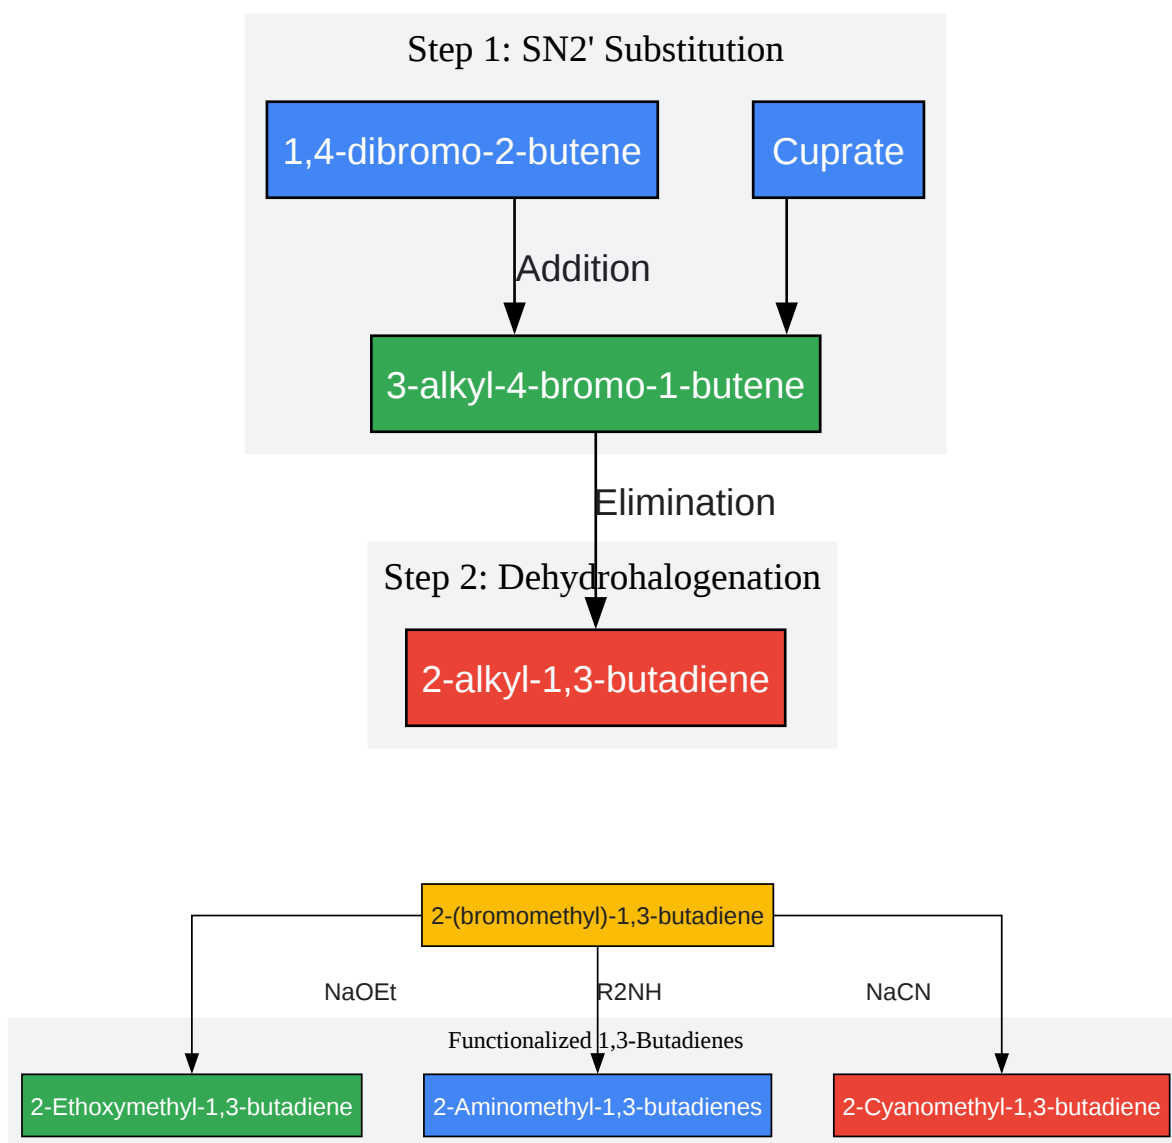 Step 1: SN2' Substitution
1,4-dibromo-2-butene
Cuprate
Addition
3-alkyl-4-bromo-1-butene
Elimination
Step 2: Dehydrohalogenation
2-alkyl-1,3-butadiene
2-(bromomethyl)-1,3-butadiene
NaOEt
R2NH
NaCN
Functionalized 1,3-Butadienes
2-Ethoxymethyl-1,3-butadiene
2-Aminomethyl-1,3-butadienes
2-Cyanomethyl-1,3-butadiene